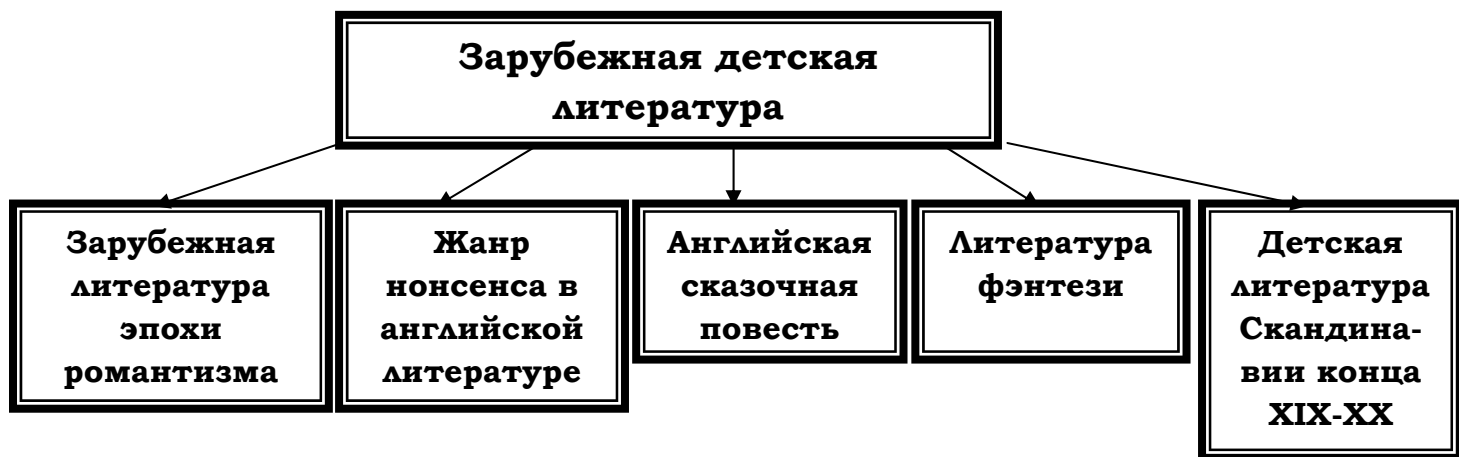 Зарубежная детская
литература
Зарубежная
литература
эпохи
романтизма
Жанр
нонсенса в
английской
литературе
Английская
сказочная
повесть
Литература
фэнтези
Детская
литература
Скандина-
вии конца
XIX-XX